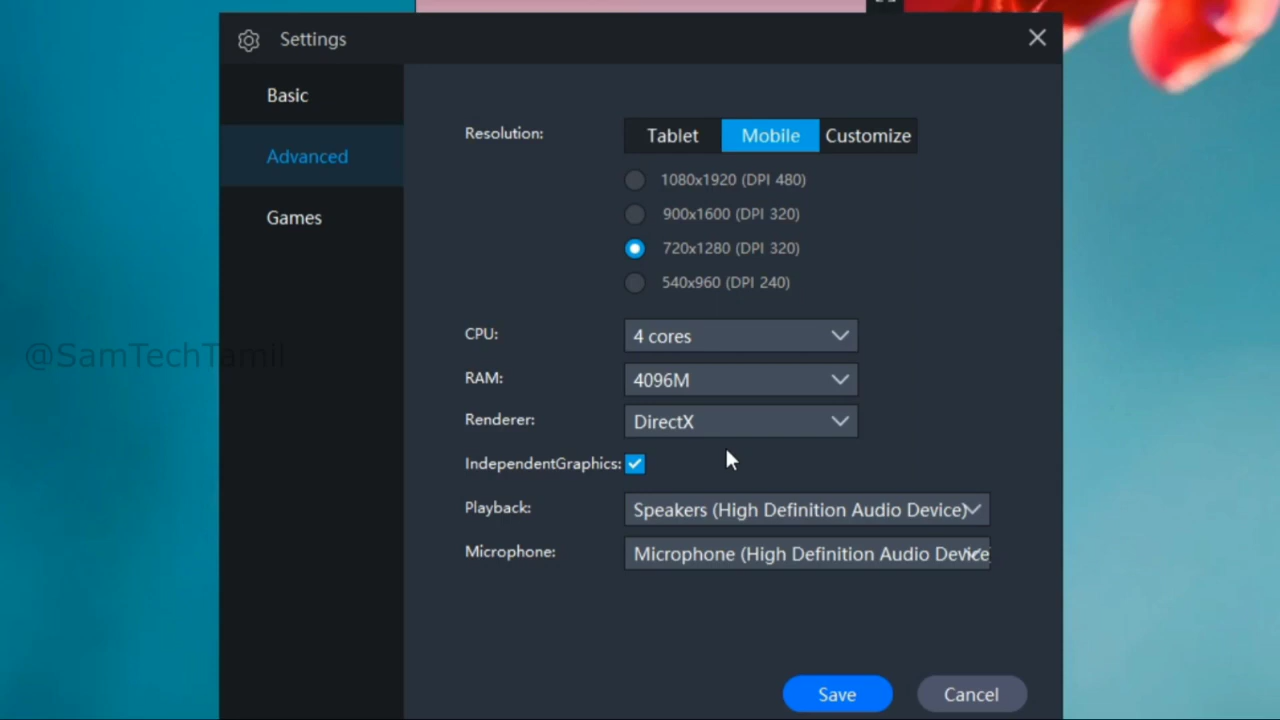 Settings
Basic
Advanced
Games
Resolution:
Tablet Mobile Customize
1080x1920 (DPI 480)
900x1600 (DPI 320)
720x1280 (DPI 320)
540x960 (DPI 240)
CPU: 4 cores
RAM: 4096M
Renderer: DirectX
IndependentGraphics:
Playback: Speakers (High Definition Audio Device)
Microphone: Microphone (High Definition Audio Device
Save Cancel
@SamTechTamil